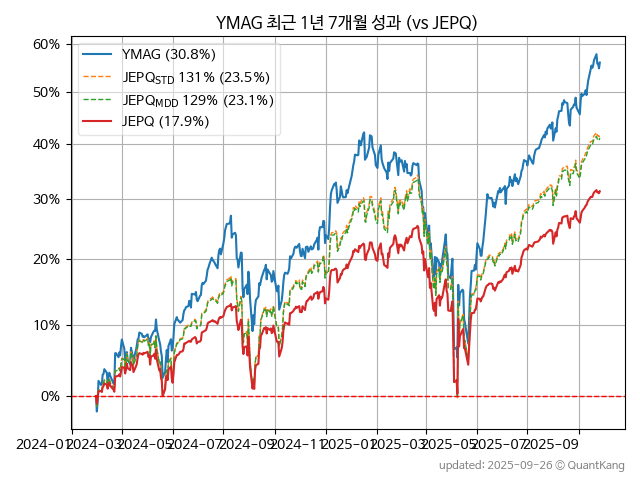 YMAG 최근 1년 7개월 성과 (vs JEPQ)
YMAG (30.8%)
JEPQSTD 131% (23.5%)
JEPQMDD 129% (23.1%)
JEPQ (17.9%)
60%
50%
40%
30%
20%
10%
0%
2024-01 2024-03 2024-05 2024-07 2024-09 2024-11 2025-01 2025-03 2025-05 2025-07 2025-09
updated: 2025-09-26 © QuantKang